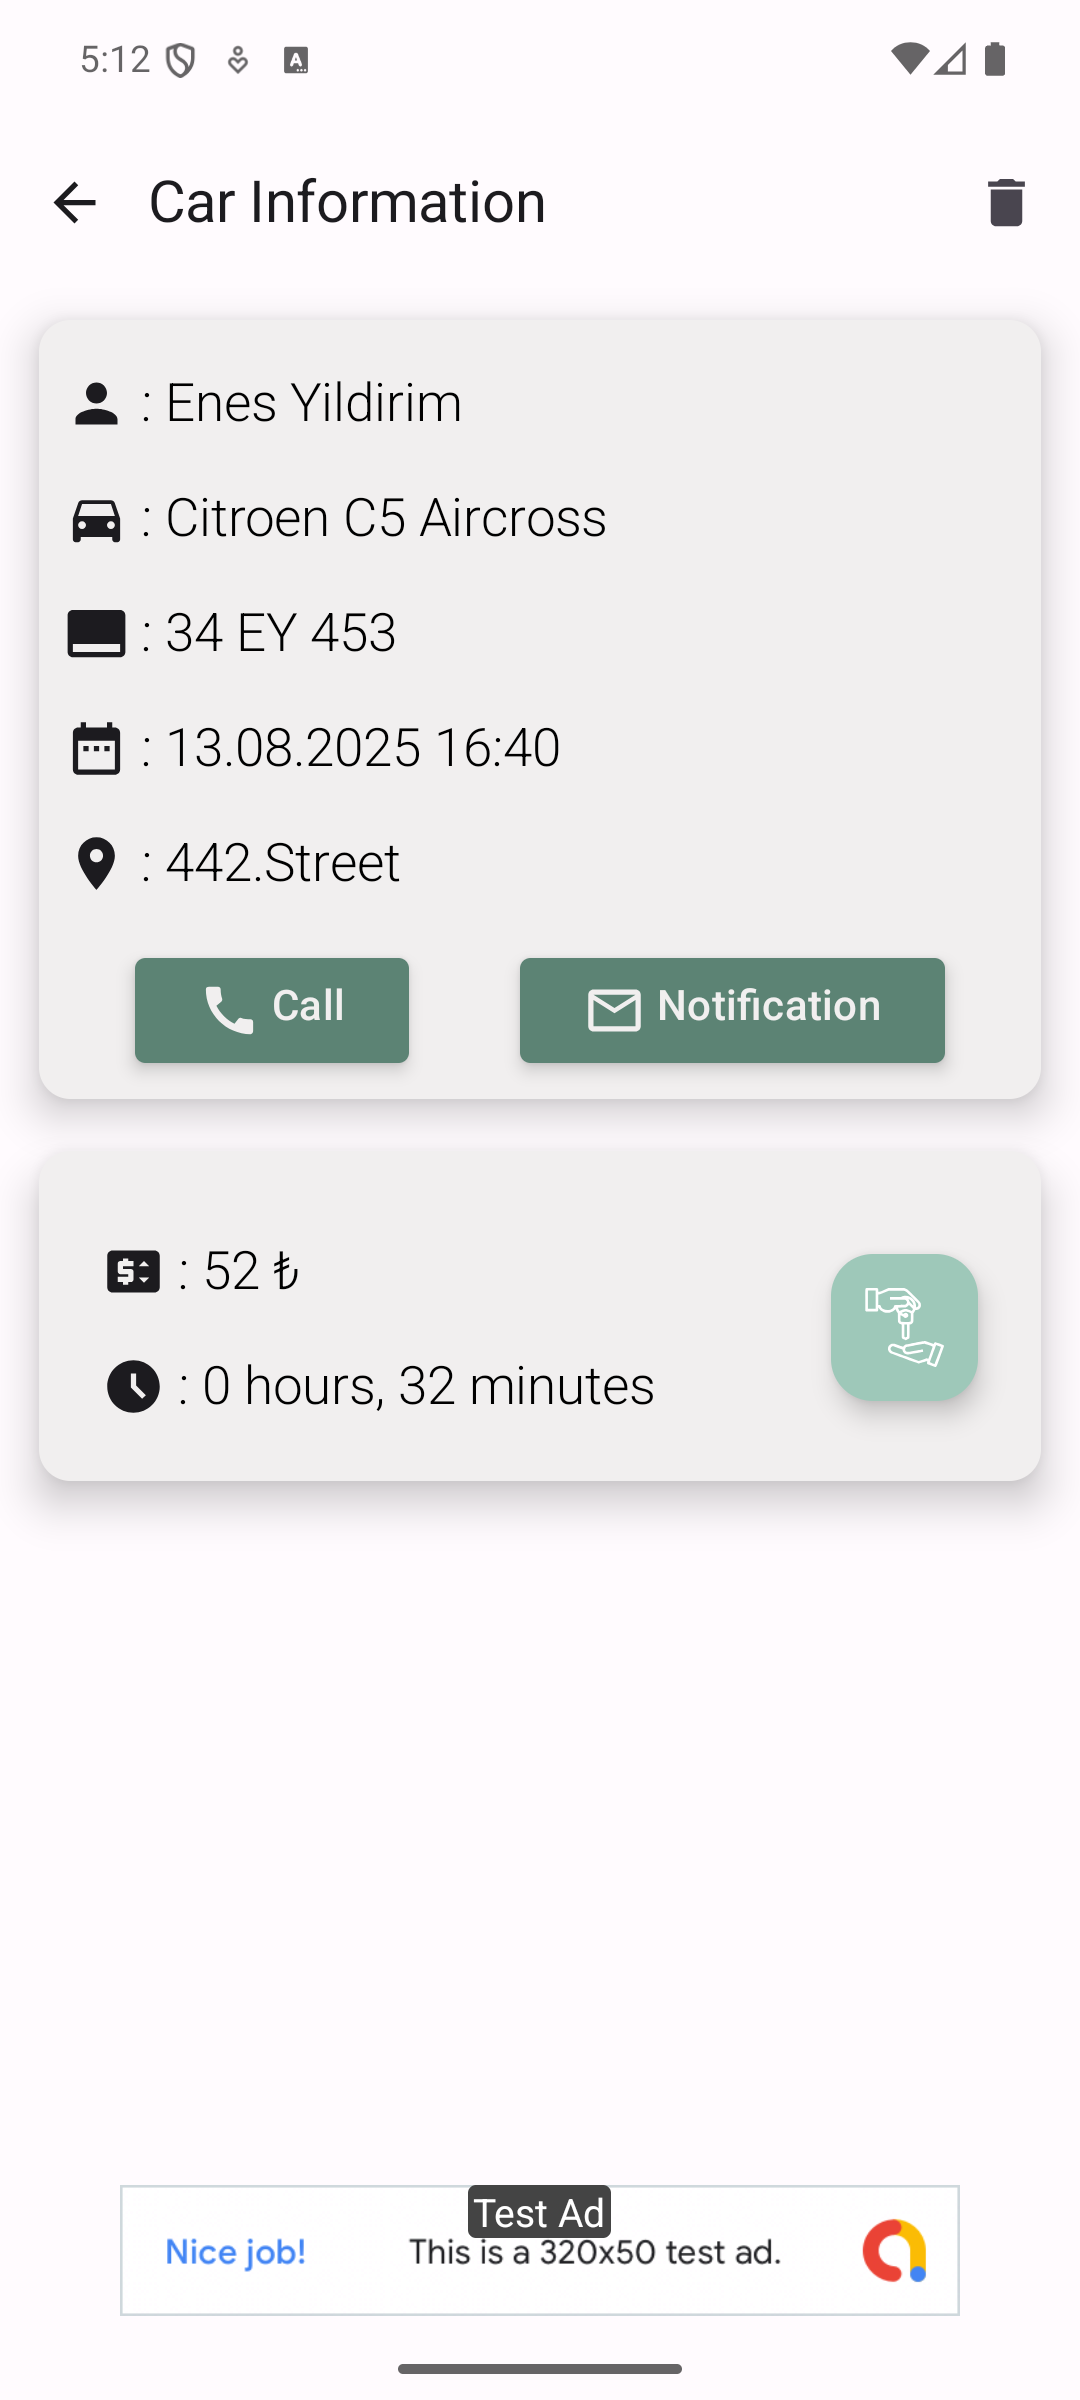 5:12
Car Information
: Enes Yildirim
: Citroen C5 Aircross
: 34 EY 453
: 13.08.2025 16:40
: 442.Street
Call
Notification
: 52 ₺
: 0 hours, 32 minutes
Test Ad
Nice job!
This is a 320x50 test ad.